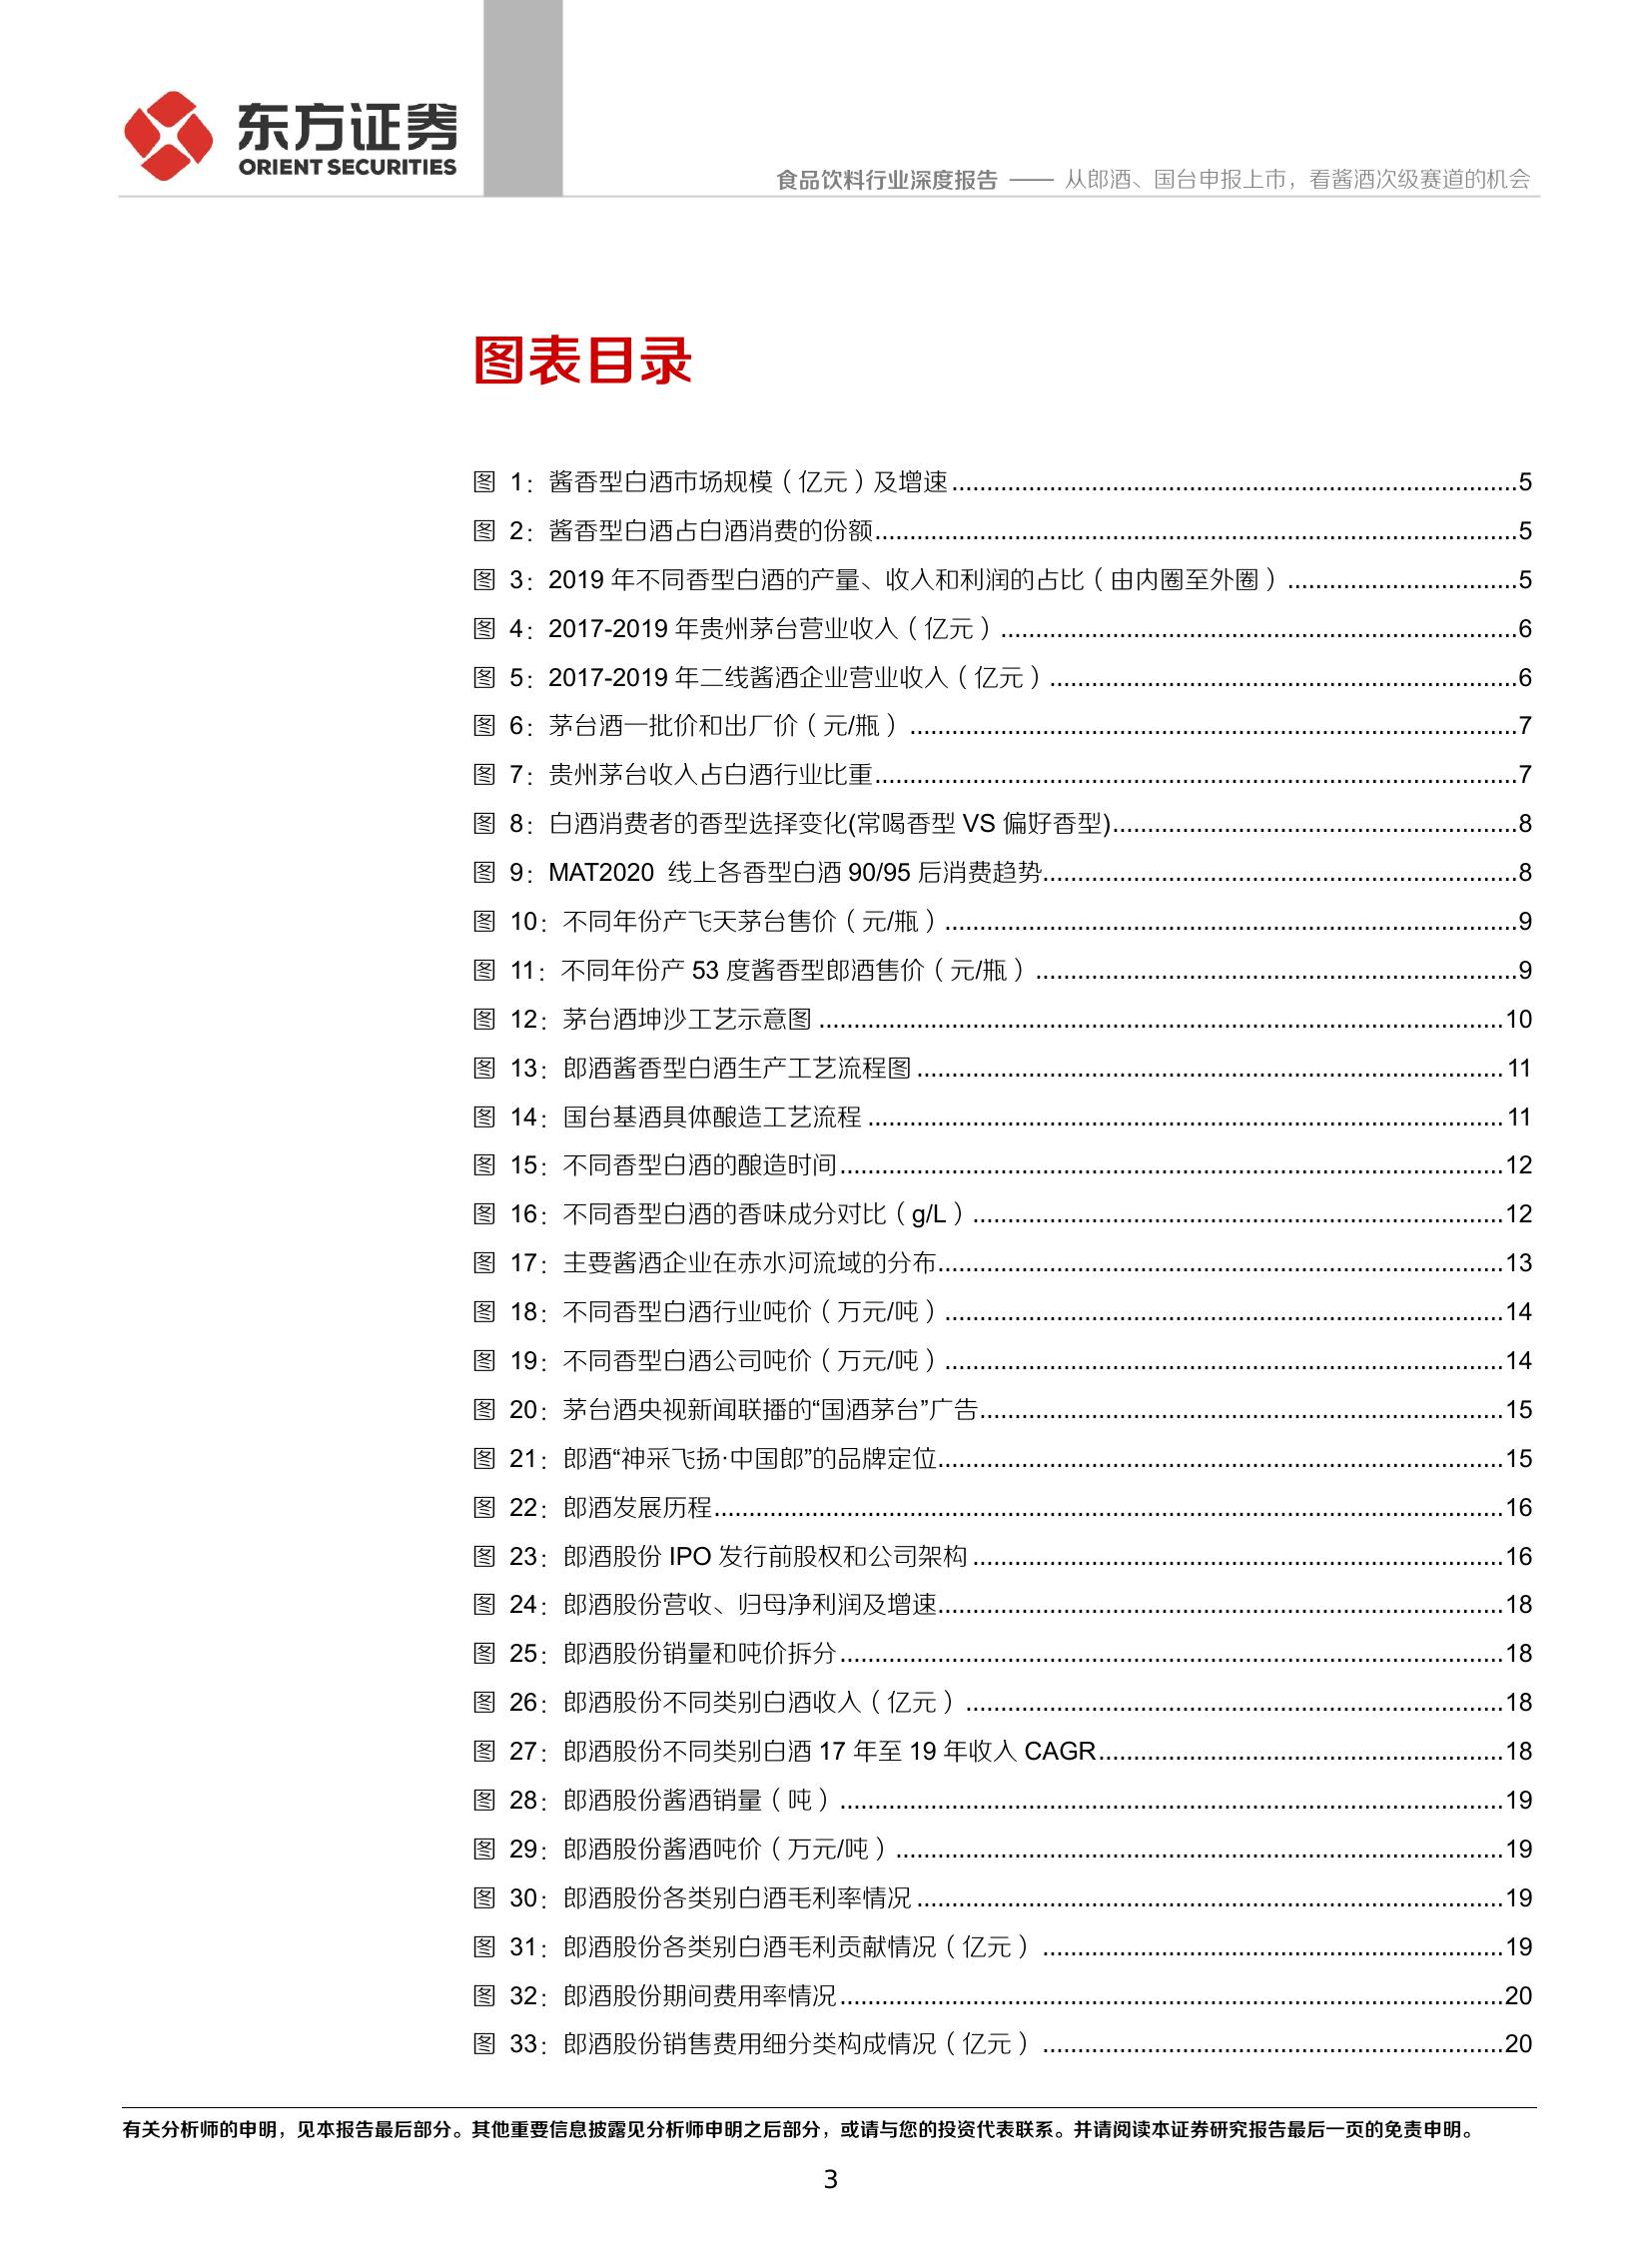 东方证券
ORIENT SECURITIES
食品饮料行业深度报告 —— 从郎酒、国台申报上市，看酱酒次级赛道的机会
图表目录
图 1：酱香型白酒市场规模（亿元）及增速........5
图 2：酱香型白酒占白酒消费的份额........5
图 3：2019 年不同香型白酒的产量、收入和利润的占比（由内圈至外圈）........5
图 4：2017-2019 年贵州茅台营业收入（亿元）........6
图 5：2017-2019 年二线酱酒企业营业收入（亿元）........6
图 6：茅台酒一批价和出厂价（元/瓶）........7
图 7：贵州茅台收入占白酒行业比重........7
图 8：白酒消费者的香型选择变化(常喝香型 VS 偏好香型)........8
图 9：MAT2020 线上各香型白酒 90/95 后消费趋势........8
图 10：不同年份产飞天茅台售价（元/瓶）........9
图 11：不同年份产 53 度酱香型郎酒售价（元/瓶）........9
图 12：茅台酒坤沙工艺示意图........10
图 13：郎酒酱香型白酒生产工艺流程图........11
图 14：国台基酒具体酿造工艺流程........11
图 15：不同香型白酒的酿造时间........12
图 16：不同香型白酒的香味成分对比（g/L）........12
图 17：主要酱酒企业在赤水河流域的分布........13
图 18：不同香型白酒行业吨价（万元/吨）........14
图 19：不同香型白酒公司吨价（万元/吨）........14
图 20：茅台酒央视新闻联播的“国酒茅台”广告........15
图 21：郎酒“神采飞扬·中国郎”的品牌定位........15
图 22：郎酒发展历程........16
图 23：郎酒股份 IPO 发行前股权和公司架构........16
图 24：郎酒股份营收、归母净利润及增速........18
图 25：郎酒股份销量和吨价拆分........18
图 26：郎酒股份不同类别白酒收入（亿元）........18
图 27：郎酒股份不同类别白酒 17 年至 19 年收入 CAGR........18
图 28：郎酒股份酱酒销量（吨）........19
图 29：郎酒股份酱酒吨价（万元/吨）........19
图 30：郎酒股份各类别白酒毛利率情况........19
图 31：郎酒股份各类别白酒毛利贡献情况（亿元）........19
图 32：郎酒股份期间费用率情况........20
图 33：郎酒股份销售费用细分类构成情况（亿元）........20
有关分析师的申明，见本报告最后部分。其他重要信息披露见分析师申明之后部分，或请与您的投资代表联系。并请阅读本证券研究报告最后一页的免责申明。
3